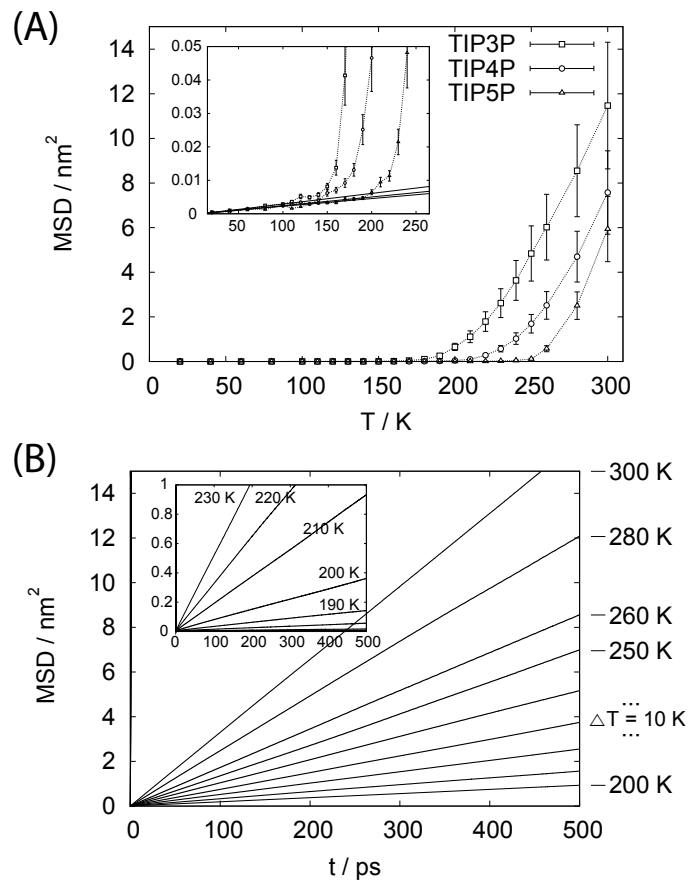 (A)
TIP3P
TIP4P
TIP5P
MSD / nm²
14
12
10
8
6
4
2
0
0.05
0.04
0.03
0.02
0.01
0
50 100 150 200 250
0 50 100 150 200 250 300
T / K
(B)
MSD / nm²
14
12
10
8
6
4
2
0
1
0.8
0.6
0.4
0.2
0
230 K 220 K
210 K
200 K
190 K
0 100 200 300 400 500
300 K
280 K
260 K
250 K
...
△T = 10 K
...
200 K
0 100 200 300 400 500
t / ps